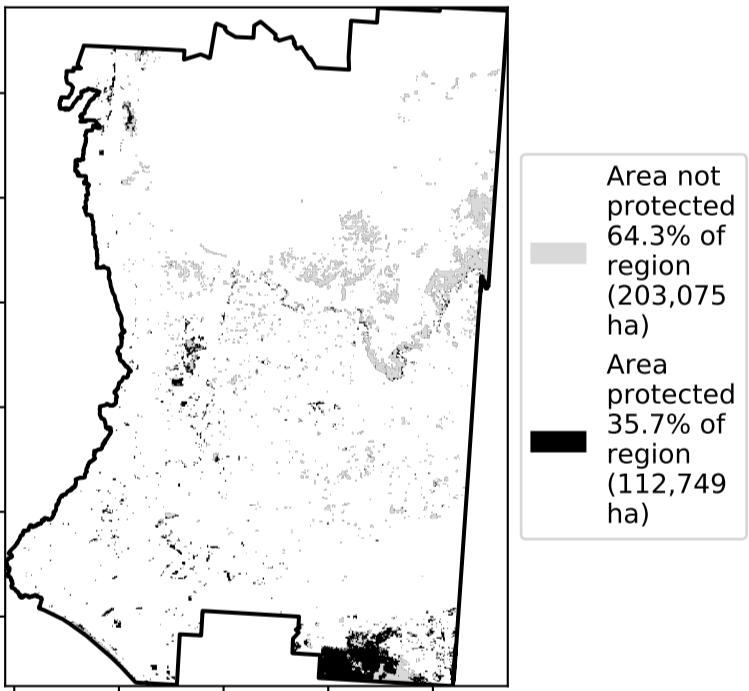 Area not
protected
64.3% of
region
(203,075
ha)
Area
protected
35.7% of
region
(112,749
ha)